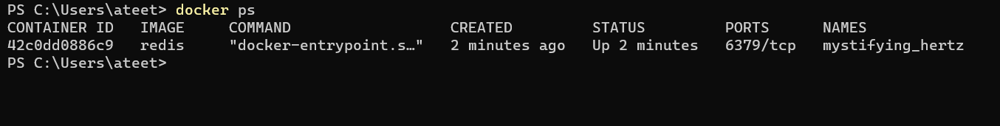 PS C:\Users\ateet> docker ps
CONTAINER ID   IMAGE     COMMAND                  CREATED         STATUS         PORTS      NAMES
42c0dd0886c9   redis     "docker-entrypoint.s…"   2 minutes ago   Up 2 minutes   6379/tcp   mystifying_hertz
PS C:\Users\ateet>